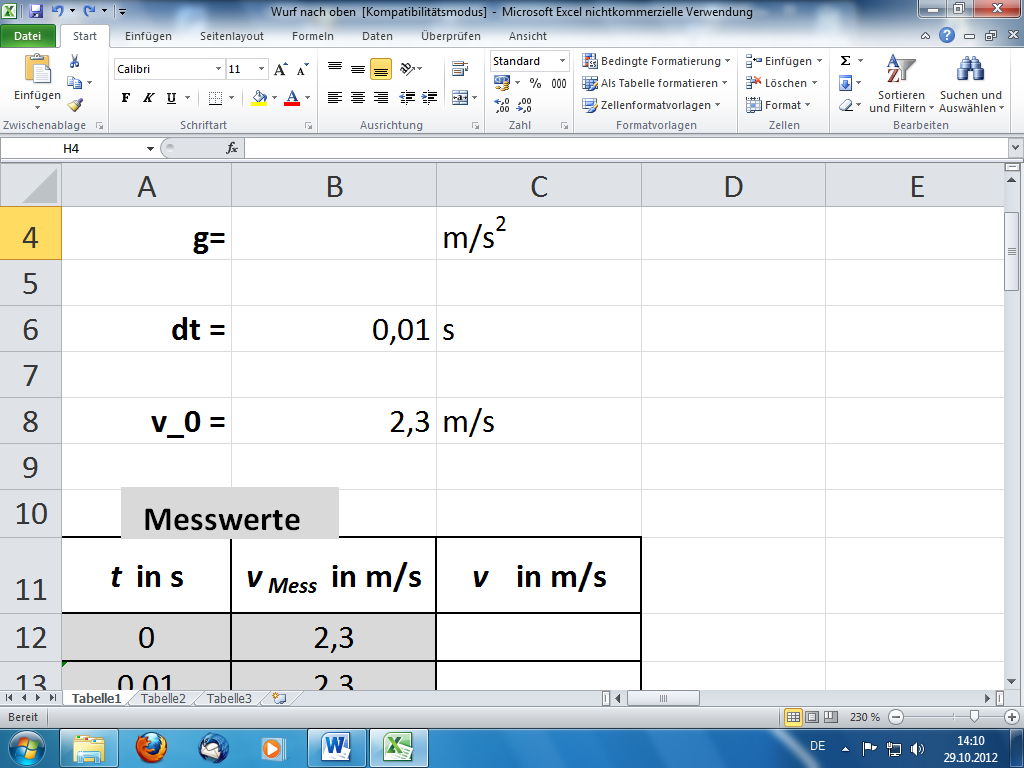 Wurf nach oben [Kompatibilitätsmodus] - Microsoft Excel nichtkommerzielle Verwendung
Datei Start Einfügen Seitenlayout Formeln Daten Überprüfen Ansicht
Einfügen
Zwischenablage
Calibri 11
F K U
Schriftart
Ausrichtung
Standard
% 000
Zahl
Bedingte Formatierung
Als Tabelle formatieren
Zellenformatvorlagen
Formatvorlagen
Einfügen
Löschen
Format
Zellen
Sortieren und Filtern
Suchen und Auswählen
Bearbeiten
H4 fx
A B C D E
4 g= m/s²
5
6 dt = 0,01 s
7
8 v_0 = 2,3 m/s
9
10 Messwerte
11 t in s v Mess in m/s v in m/s
12 0 2,3
13 0,01 2,3
Tabelle1 Tabelle2 Tabelle3
Bereit 230 %
DE 14:10
29.10.2012